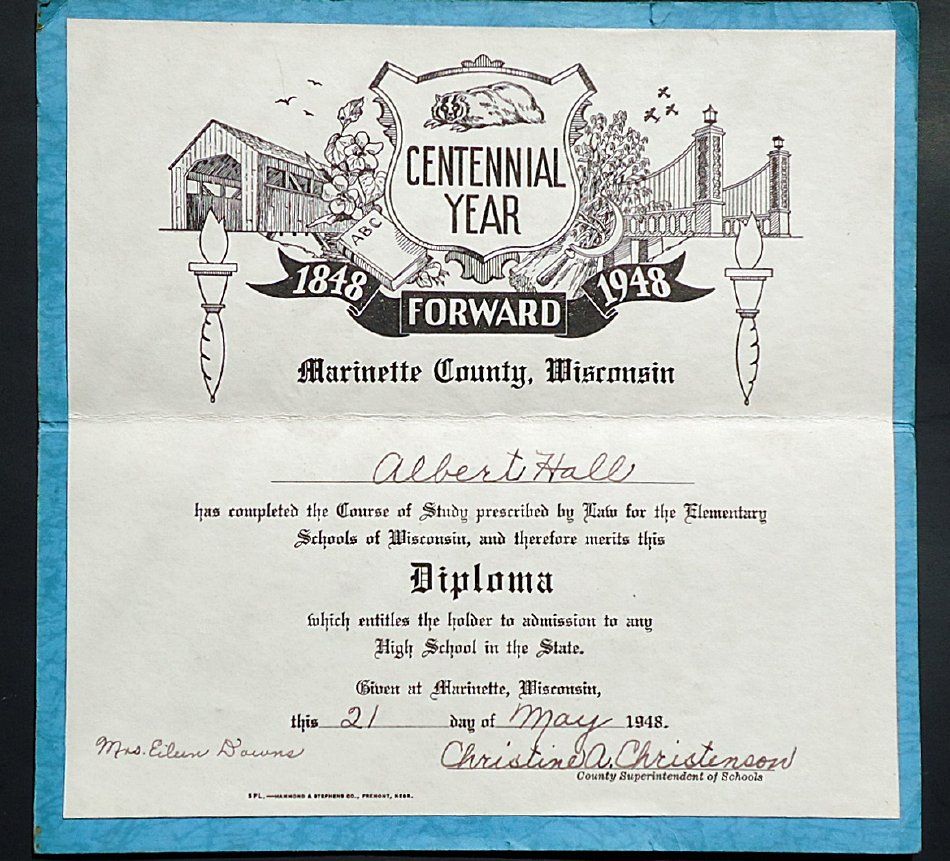 CENTENNIAL
YEAR
ABC
1848 FORWARD 1948
Marinette County, Wisconsin
Albert Hall
has completed the Course of Study prescribed by Law for the Elementary
Schools of Wisconsin, and therefore merits this
Diploma
which entitles the holder to admission to any
High School in the State.
Given at Marinette, Wisconsin,
this 21 day of May 1948.
Mrs. Eileen Downs
Christine A. Christenson
County Superintendent of Schools
SPL.—HAMMOND & STEPHENS CO., FREMONT, NEBR.